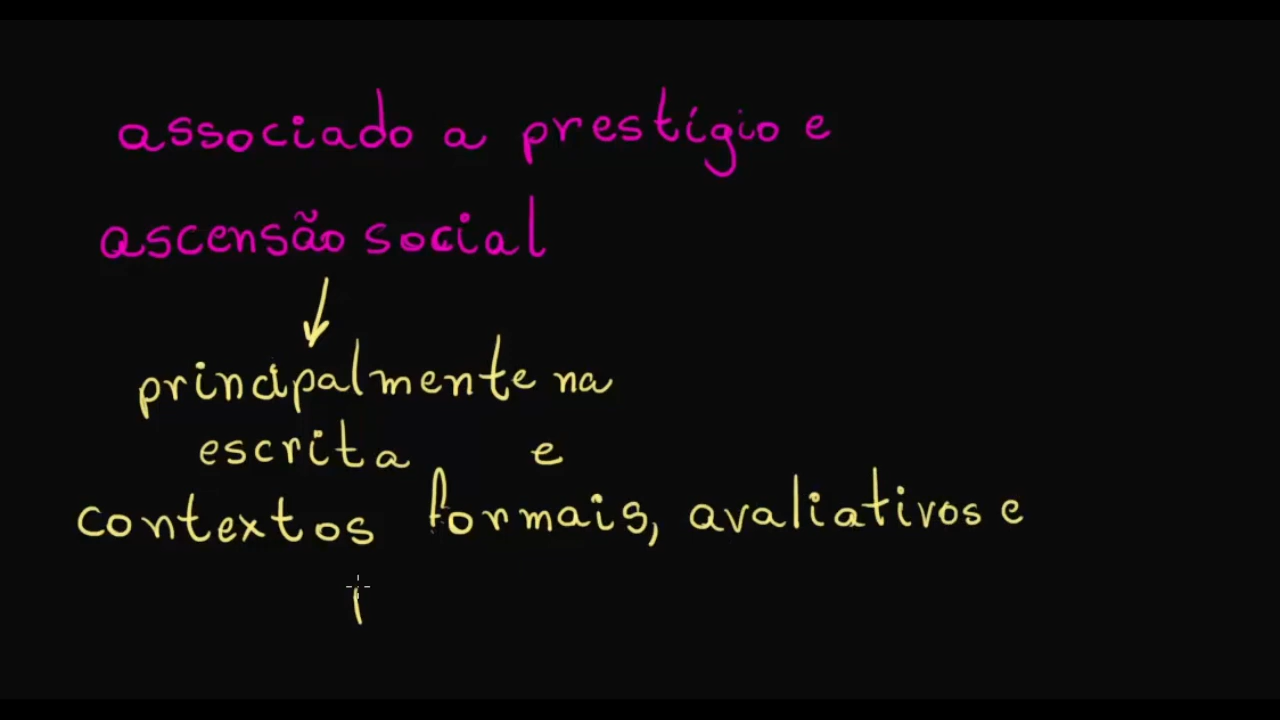 associado a prestígio e
ascensão social
principalmente na
escrita e
contextos formais, avaliativos e